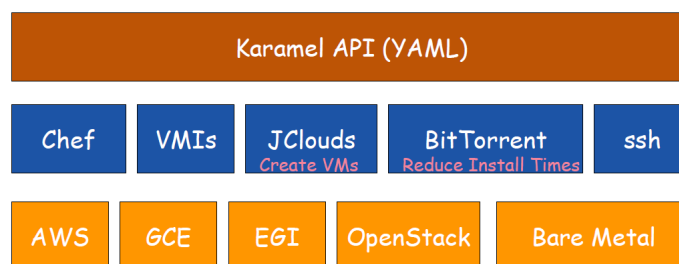 Karamel API (YAML)
Chef VMIs JClouds BitTorrent ssh
Create VMs Reduce Install Times
AWS GCE EGI OpenStack Bare Metal